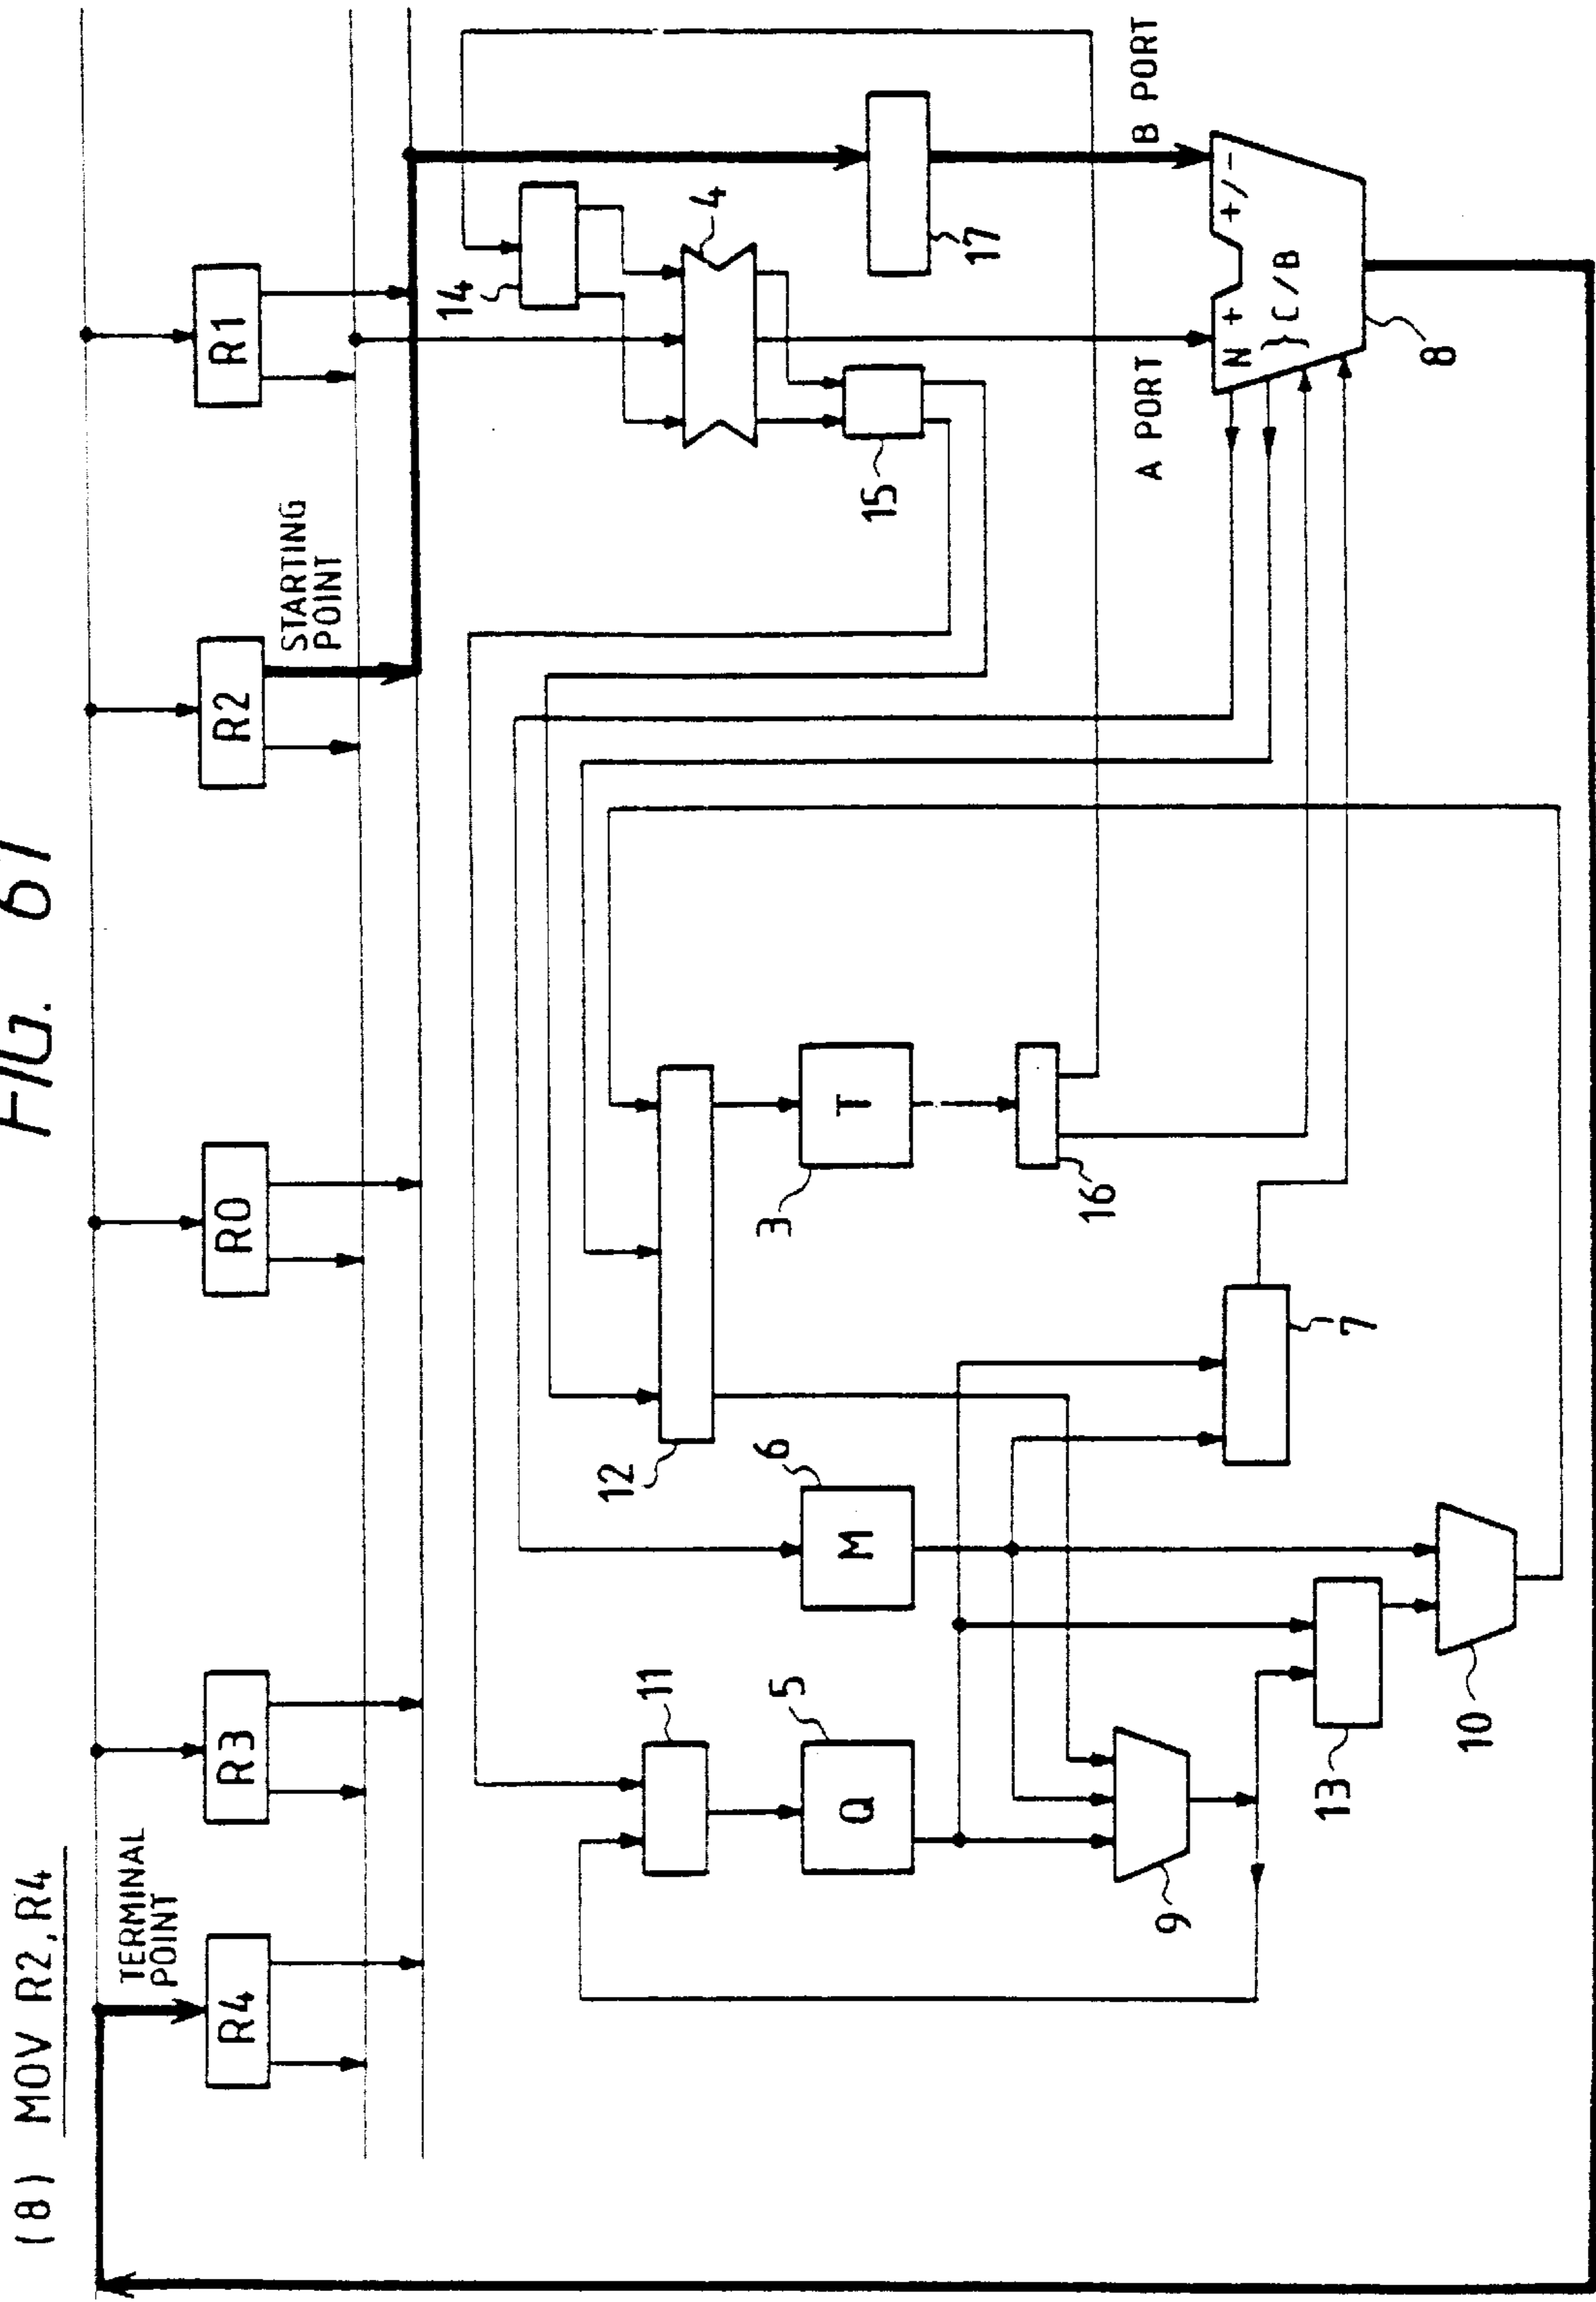 FIG. 61
(8) MOV R2,R4
TERMINAL
POINT
STARTING
POINT
R4
R3
R0
R2
R1
14
4
17
15
A PORT
B PORT
N +
+/-
} C/B
8
12
11
5
Q
6
M
3
T
16
7
9
13
10